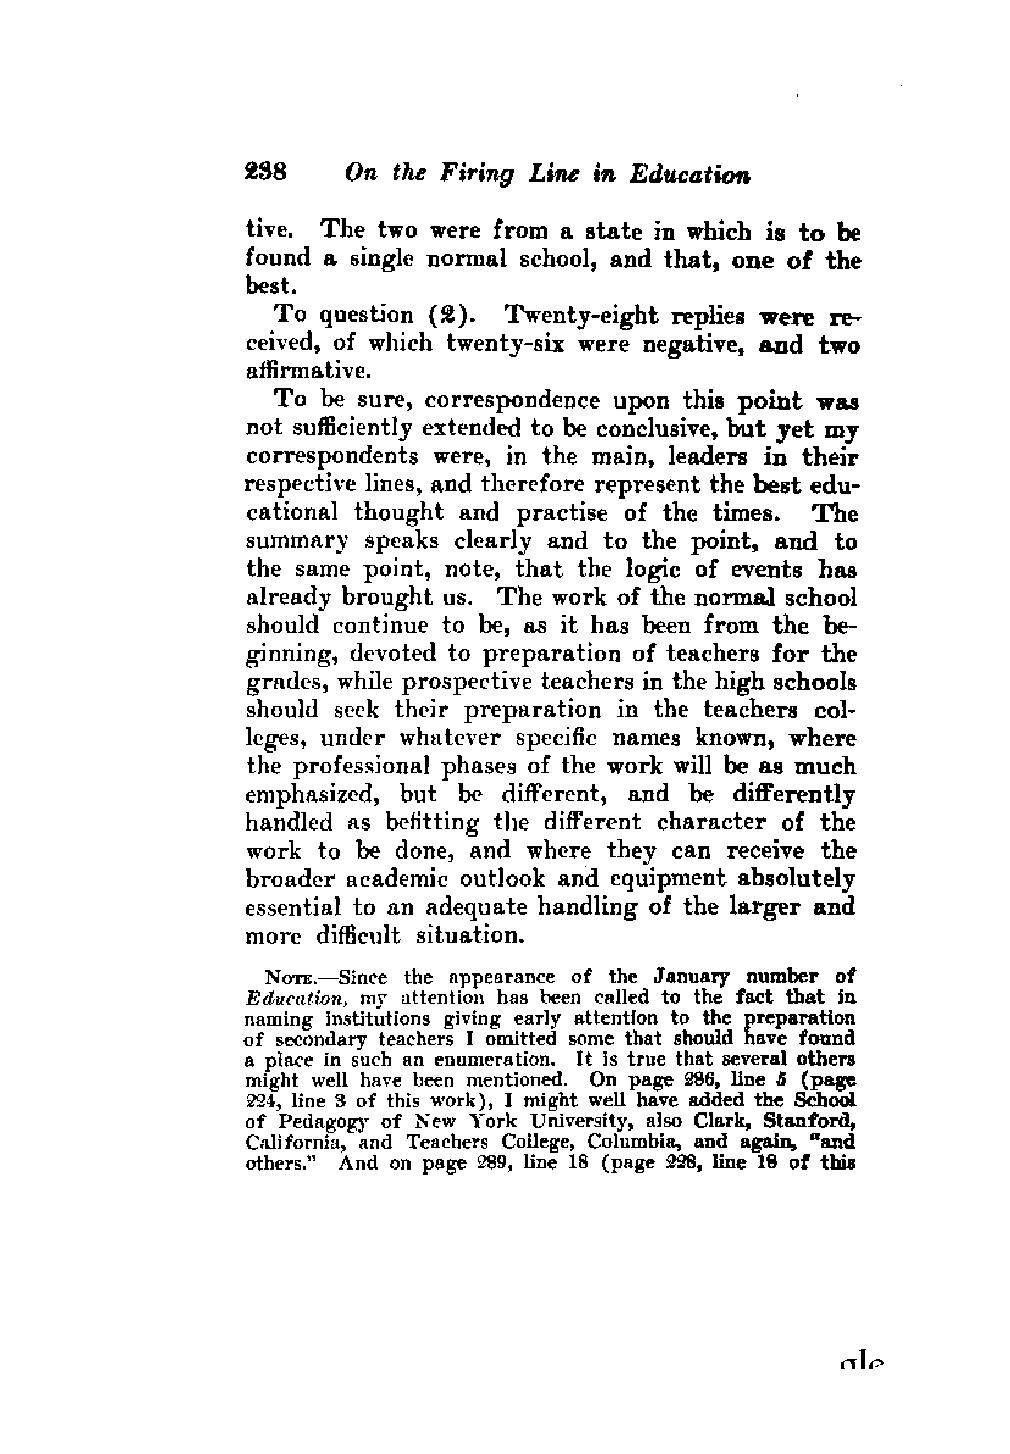 238 On the Firing Line in Education
tive. The two were from a state in which is to be
found a single normal school, and that, one of the
best.
To question (2). Twenty-eight replies were re-
ceived, of which twenty-six were negative, and two
affirmative.
To be sure, correspondence upon this point was
not sufficiently extended to be conclusive, but yet my
correspondents were, in the main, leaders in their
respective lines, and therefore represent the best edu-
cational thought and practise of the times. The
summary speaks clearly and to the point, and to
the same point, note, that the logic of events has
already brought us. The work of the normal school
should continue to be, as it has been from the be-
ginning, devoted to preparation of teachers for the
grades, while prospective teachers in the high schools
should seek their preparation in the teachers col-
leges, under whatever specific names known, where
the professional phases of the work will be as much
emphasized, but be different, and be differently
handled as befitting the different character of the
work to be done, and where they can receive the
broader academic outlook and equipment absolutely
essential to an adequate handling of the larger and
more difficult situation.
NOTE.—Since the appearance of the January number of
Education, my attention has been called to the fact that in
naming institutions giving early attention to the preparation
of secondary teachers I omitted some that should have found
a place in such an enumeration. It is true that several others
might well have been mentioned. On page 286, line 5 (page
224, line 3 of this work), I might well have added the School
of Pedagogy of New York University, also Clark, Stanford,
California, and Teachers College, Columbia, and again, "and
others." And on page 289, line 18 (page 228, line 18 of this